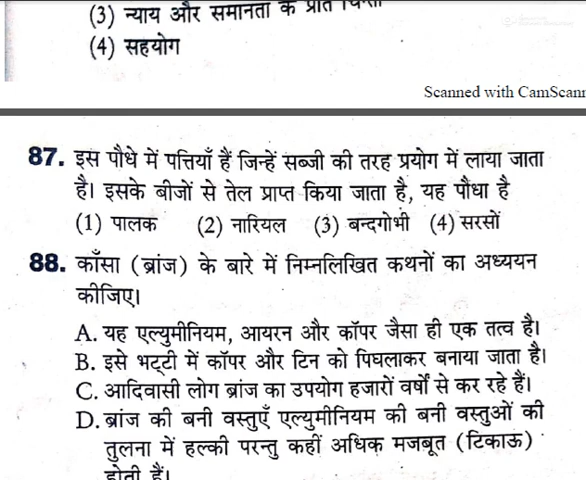 (3) न्याय और समानता के प्रति चिन्ता
(4) सहयोग
Scanned with CamScann
87. इस पौधे में पत्तियाँ हैं जिन्हें सब्जी की तरह प्रयोग में लाया जाता
है। इसके बीजों से तेल प्राप्त किया जाता है, यह पौधा है
(1) पालक (2) नारियल (3) बन्दगोभी (4) सरसों
88. काँसा (ब्रांज) के बारे में निम्नलिखित कथनों का अध्ययन
कीजिए।
A. यह एल्युमीनियम, आयरन और कॉपर जैसा ही एक तत्व है।
B. इसे भट्टी में कॉपर और टिन को पिघलाकर बनाया जाता है।
C. आदिवासी लोग ब्रांज का उपयोग हजारों वर्षों से कर रहे हैं।
D. ब्रांज की बनी वस्तुएँ एल्युमीनियम की बनी वस्तुओं की
तुलना में हल्की परन्तु कहीं अधिक मजबूत (टिकाऊ)
होती हैं।